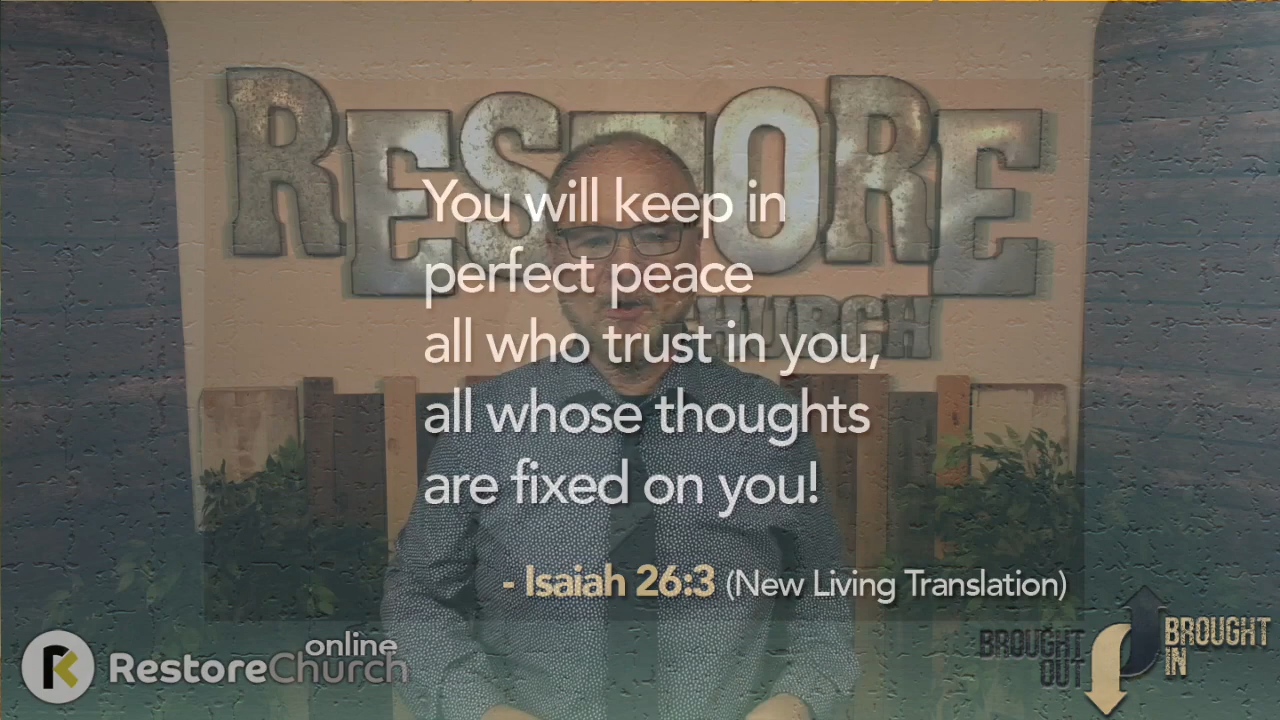 RESTORE
CHURCH
You will keep in
perfect peace
all who trust in you,
all whose thoughts
are fixed on you!
- Isaiah 26:3 (New Living Translation)
online
RestoreChurch
BROUGHT
OUT
BROUGHT
IN